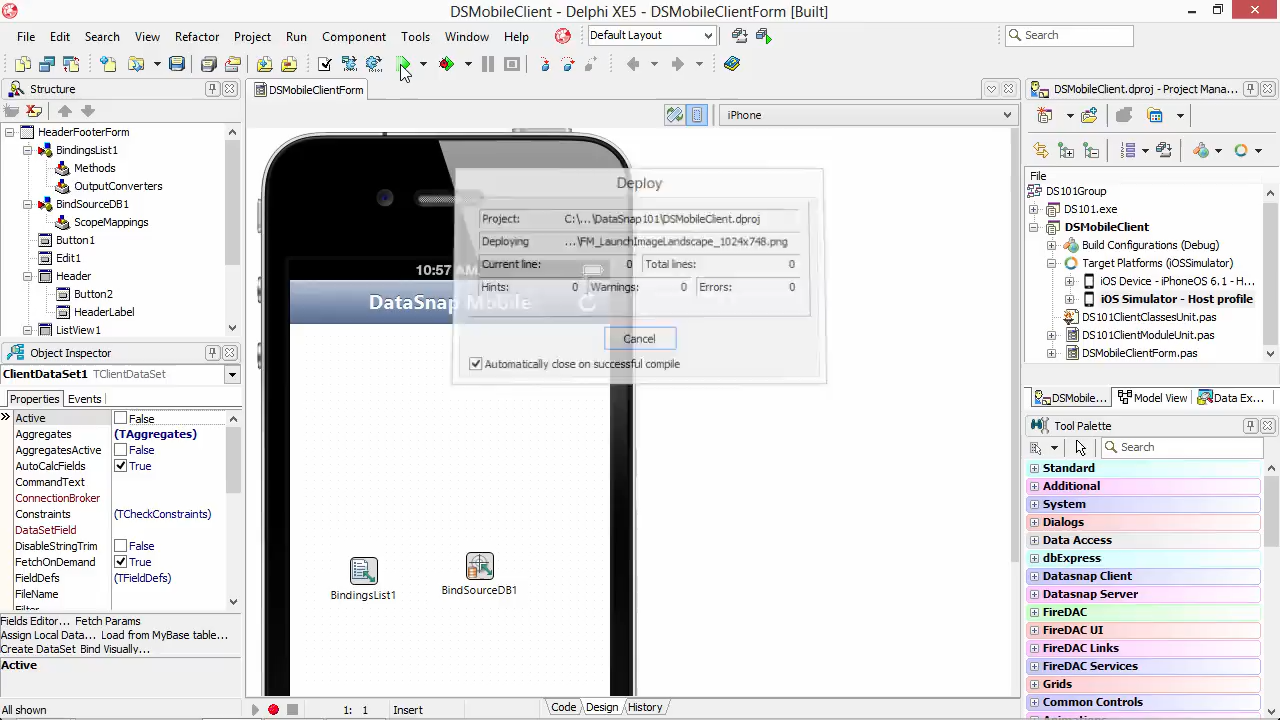 DSMobileClient - Delphi XE5 - DSMobileClientForm [Built]
File Edit Search View Refactor Project Run Component Tools Window Help
Default Layout
Search
Structure
HeaderFooterForm
BindingsList1
Methods
OutputConverters
BindSourceDB1
ScopeMappings
Button1
Edit1
Header
Button2
HeaderLabel
ListView1
Object Inspector
ClientDataSet1 TClientDataSet
Properties Events
Active False
Aggregates (TAggregates)
AggregatesActive False
AutoCalcFields True
CommandText
ConnectionBroker
Constraints (TCheckConstraints)
DataSetField
DisableStringTrim False
FetchOnDemand True
FieldDefs (TFieldDefs)
FileName
Filter
Fields Editor... Fetch Params
Assign Local Data... Load from MyBase table...
Create DataSet Bind Visually...
Active
All shown
DSMobileClientForm
iPhone
10:57 AM
DataSnap Mobile
BindingsList1
BindSourceDB1
Deploy
Project: C:\...\DataSnap101\DSMobileClient.dproj
Deploying ...\FM_LaunchImageLandscape_1024x748.png
Current line: 0 Total lines: 0
Hints: 0 Warnings: 0 Errors: 0
Cancel
Automatically close on successful compile
1: 1 Insert
Code Design History
DSMobileClient.dproj - Project Mana...
File
DS101Group
DS101.exe
DSMobileClient
Build Configurations (Debug)
Target Platforms (iOSSimulator)
iOS Device - iPhoneOS 6.1 - H...
iOS Simulator - Host profile
DS101ClientClassesUnit.pas
DS101ClientModuleUnit.pas
DSMobileClientForm.pas
DSMobile... Model View Data Ex...
Tool Palette
Search
Standard
Additional
System
Dialogs
Data Access
dbExpress
Datasnap Client
Datasnap Server
FireDAC
FireDAC UI
FireDAC Links
FireDAC Services
Grids
Common Controls